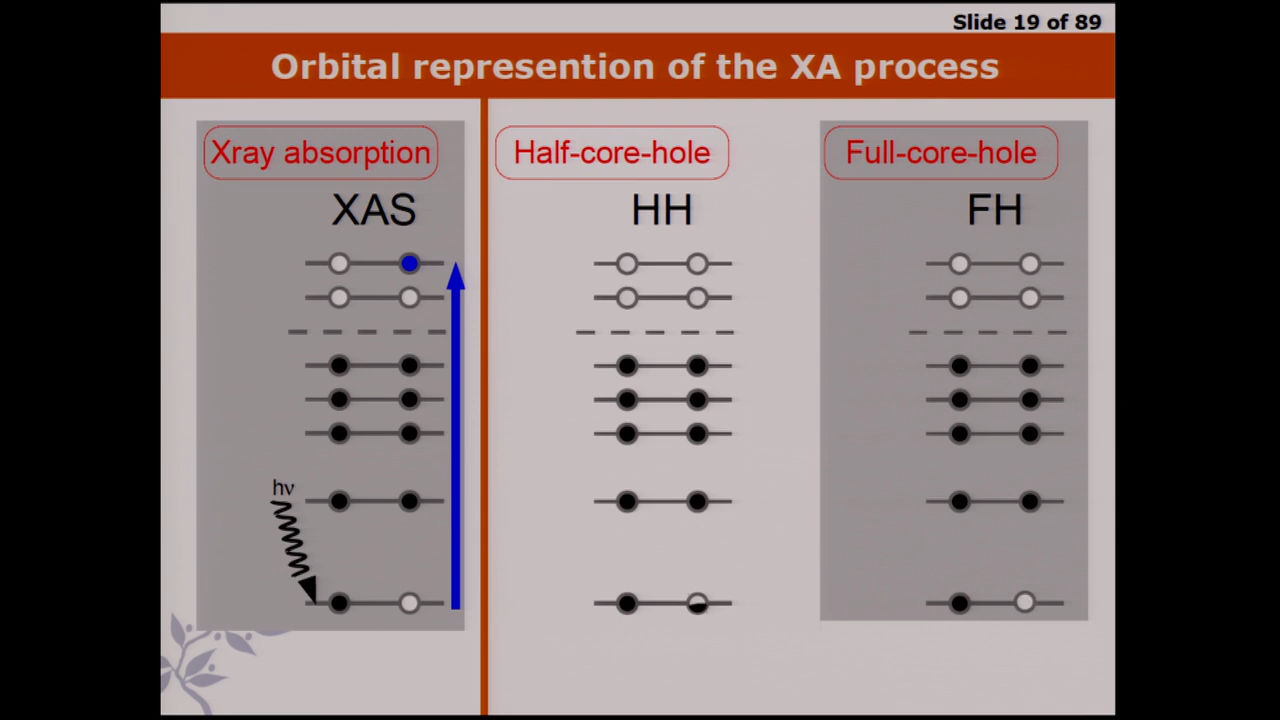 Slide 19 of 89
Orbital represention of the XA process
Xray absorption
XAS
hν
Half-core-hole
HH
Full-core-hole
FH